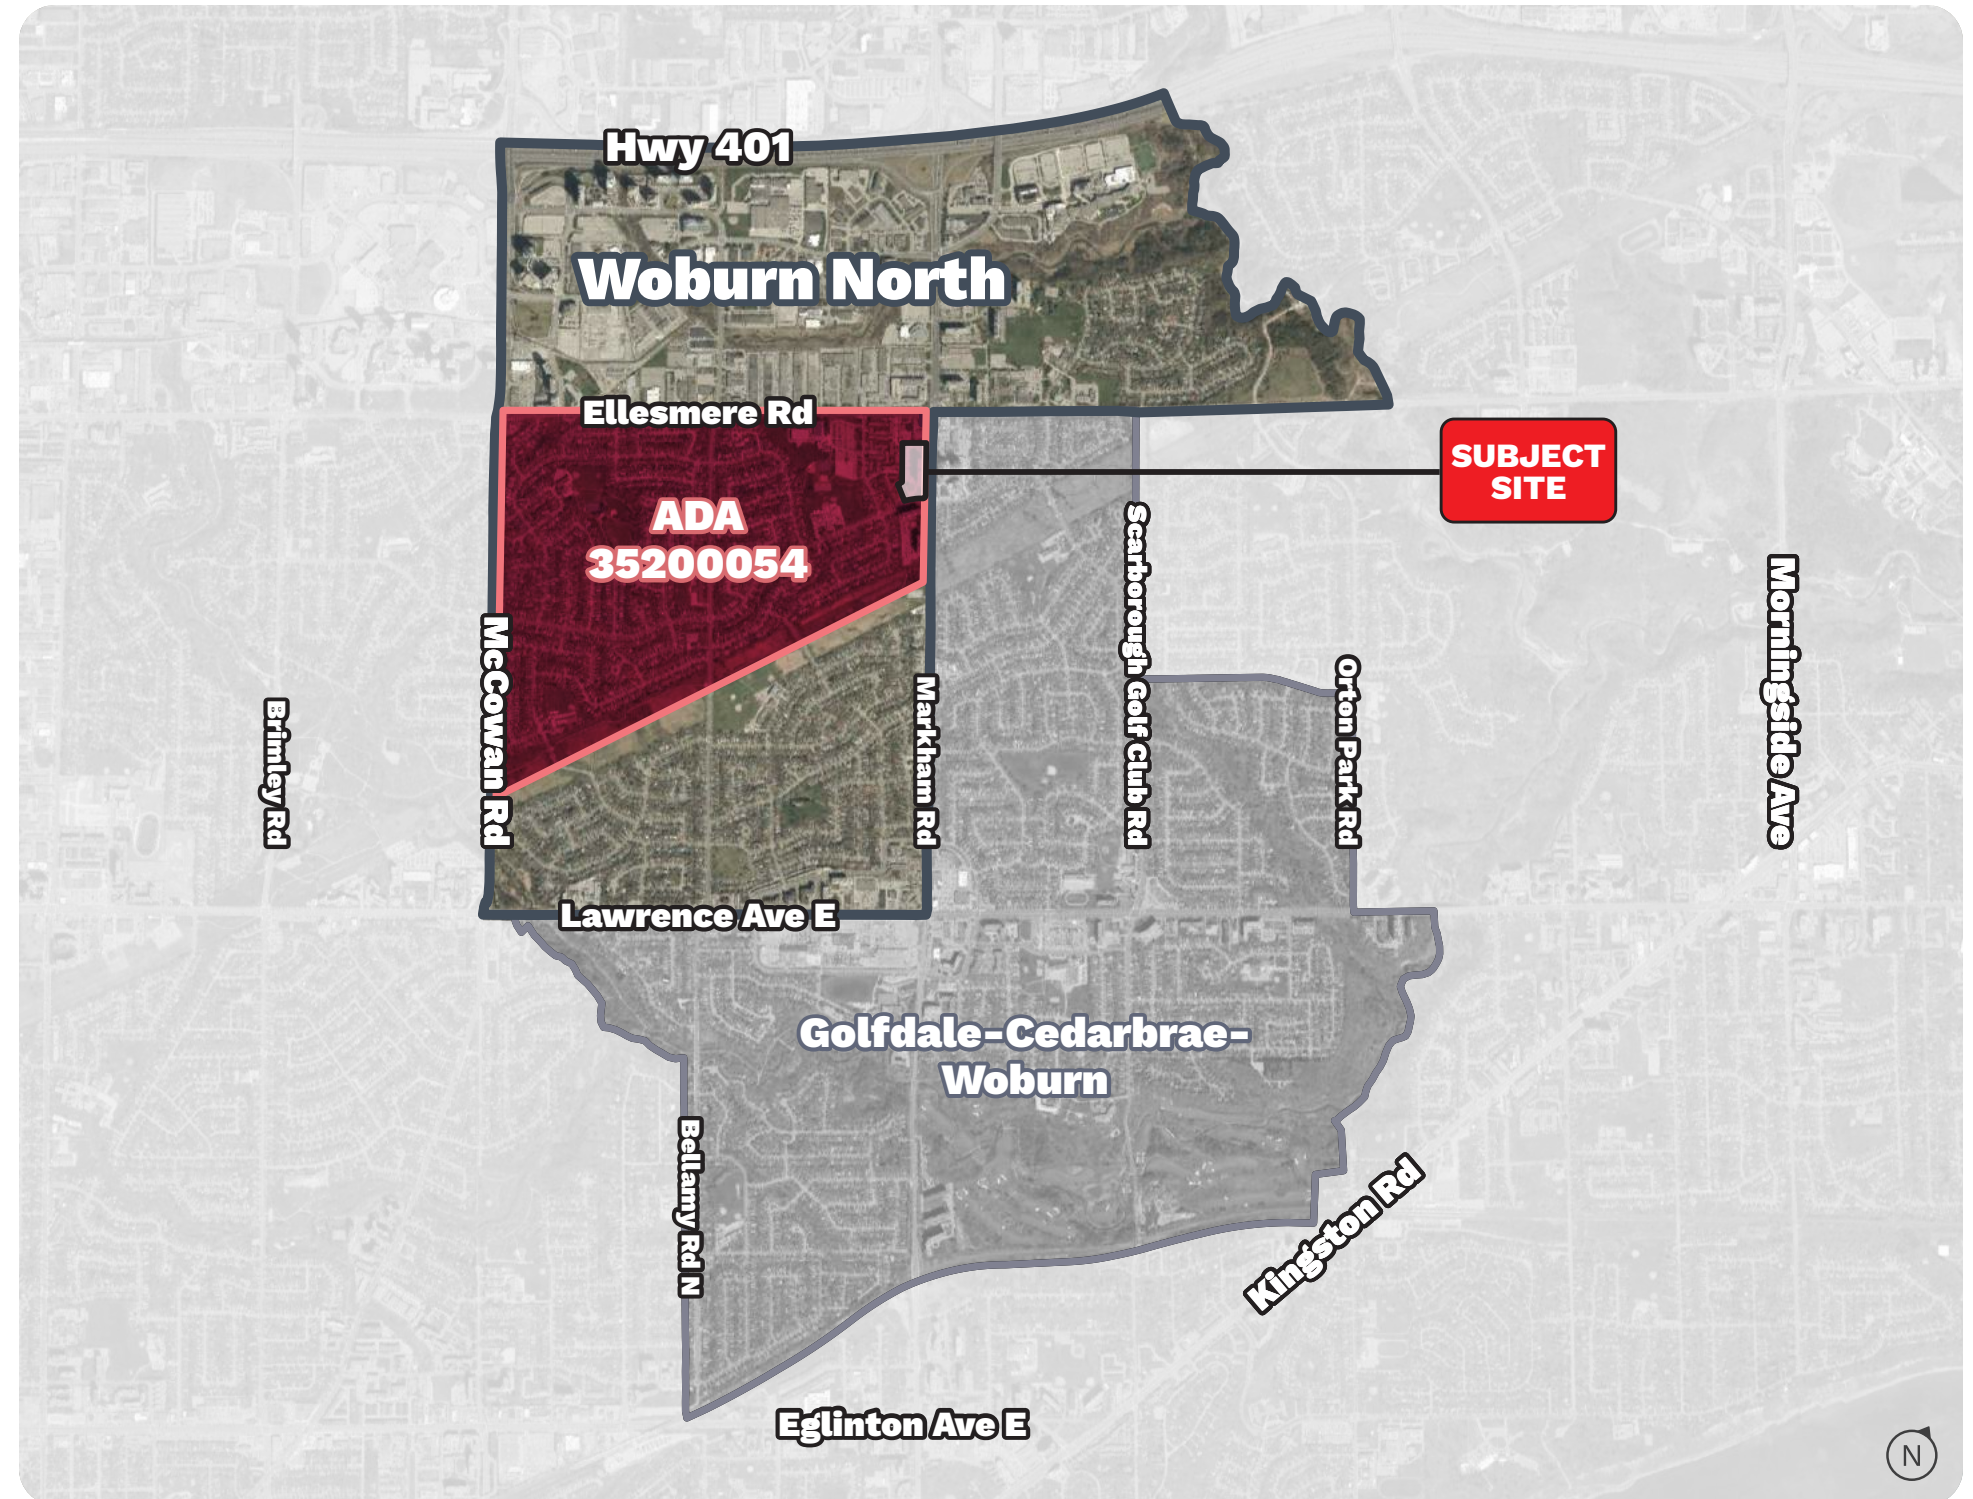 Hwy 401
Woburn North
Ellesmere Rd
SUBJECT
SITE
ADA
35200054
Scarborough Golf Club Rd
Morningside Ave
McCowan Rd
Orton Park Rd
Markham Rd
Brimley Rd
Lawrence Ave E
Golfdale-Cedarbrae-
Woburn
Bellamy Rd N
Kingston Rd
Eglinton Ave E
N